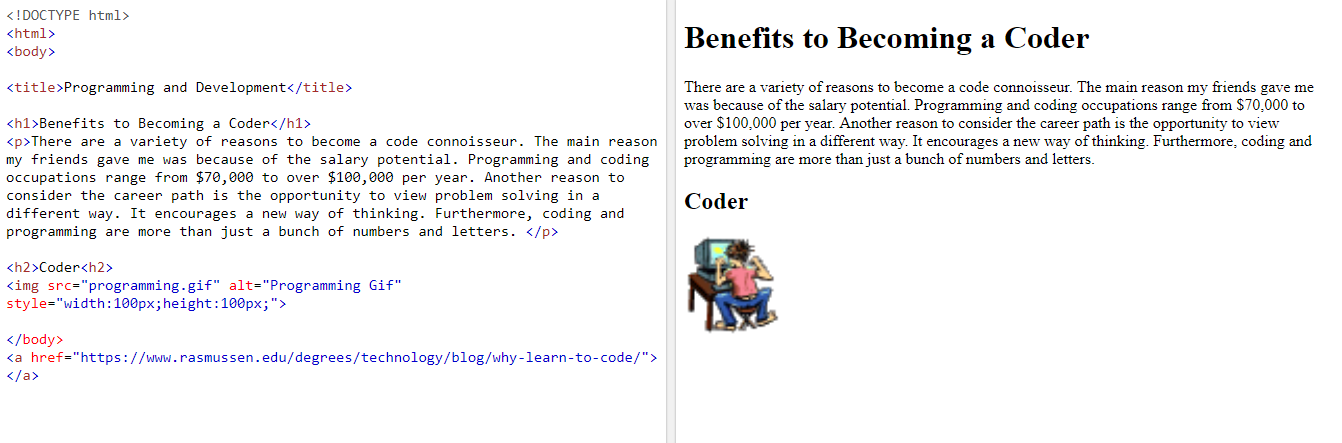 <!DOCTYPE html>
<html>
<body>
<title>Programming and Development</title>
<h1>Benefits to Becoming a Coder</h1>
<p>There are a variety of reasons to become a code connoisseur. The main reason
my friends gave me was because of the salary potential. Programming and coding
occupations range from $70,000 to over $100,000 per year. Another reason to
consider the career path is the opportunity to view problem solving in a
different way. It encourages a new way of thinking. Furthermore, coding and
programming are more than just a bunch of numbers and letters. </p>
<h2>Coder<h2>
<img src="programming.gif" alt="Programming Gif"
style="width:100px;height:100px;">
</body>
<a href="https://www.rasmussen.edu/degrees/technology/blog/why-learn-to-code/">
</a>
Benefits to Becoming a Coder
There are a variety of reasons to become a code connoisseur. The main reason my friends gave me
was because of the salary potential. Programming and coding occupations range from $70,000 to
over $100,000 per year. Another reason to consider the career path is the opportunity to view
problem solving in a different way. It encourages a new way of thinking. Furthermore, coding and
programming are more than just a bunch of numbers and letters.
Coder